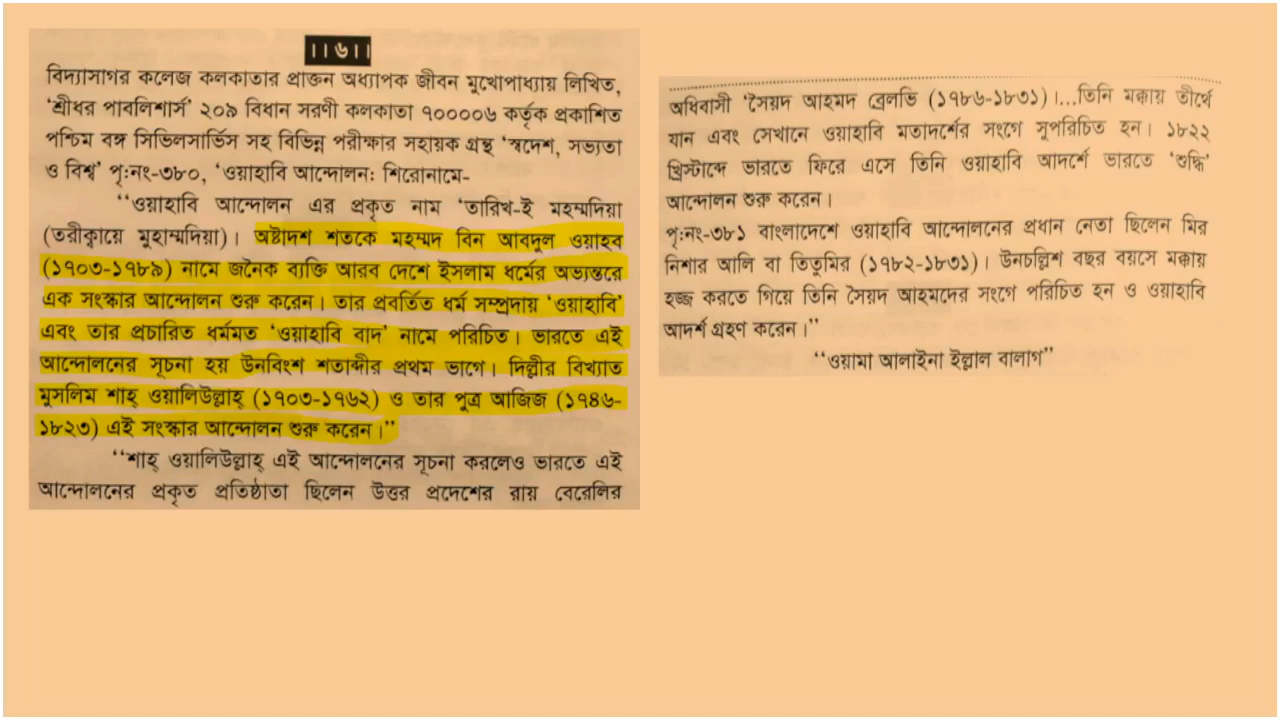 ।।৬।।
বিদ্যাসাগর কলেজ কলকাতার প্রাক্তন অধ্যাপক জীবন মুখোপাধ্যায় লিখিত,
‘শ্রীধর পাবলিশার্স’ ২০৯ বিধান সরণী কলকাতা ৭০০০০৬ কর্তৃক প্রকাশিত
পশ্চিম বঙ্গ সিভিলসার্ভিস সহ বিভিন্ন পরীক্ষার সহায়ক গ্রন্থ ‘স্বদেশ, সভ্যতা
ও বিশ্ব’ পৃ:নং-৩৮০, ‘ওয়াহাবি আন্দোলন: শিরোনামে-
“ওয়াহাবি আন্দোলন এর প্রকৃত নাম ‘তারিখ-ই মহম্মদিয়া
(তরীক্বায়ে মুহাম্মদিয়া)। অষ্টাদশ শতকে মহম্মদ বিন আবদুল ওয়াহব
(১৭০৩-১৭৮৯) নামে জনৈক ব্যক্তি আরব দেশে ইসলাম ধর্মের অভ্যন্তরে
এক সংস্কার আন্দোলন শুরু করেন। তার প্রবর্তিত ধর্ম সম্প্রদায় ‘ওয়াহাবি’
এবং তার প্রচারিত ধর্মমত ‘ওয়াহাবি বাদ’ নামে পরিচিত। ভারতে এই
আন্দোলনের সূচনা হয় উনবিংশ শতাব্দীর প্রথম ভাগে। দিল্লীর বিখ্যাত
মুসলিম শাহ্ ওয়ালিউল্লাহ্ (১৭০৩-১৭৬২) ও তার পুত্র আজিজ (১৭৪৬-
১৮২৩) এই সংস্কার আন্দোলন শুরু করেন।”
“শাহ্ ওয়ালিউল্লাহ্ এই আন্দোলনের সূচনা করলেও ভারতে এই
আন্দোলনের প্রকৃত প্রতিষ্ঠাতা ছিলেন উত্তর প্রদেশের রায় বেরেলির
অধিবাসী ‘সৈয়দ আহমদ ব্রেলভি (১৭৮৬-১৮৩১)।...তিনি মক্কায় তীর্থে
যান এবং সেখানে ওয়াহাবি মতাদর্শের সংগে সুপরিচিত হন। ১৮২২
খ্রিস্টাব্দে ভারতে ফিরে এসে তিনি ওয়াহাবি আদর্শে ভারতে ‘শুদ্ধি’
আন্দোলন শুরু করেন।
পৃ:নং-৩৮১ বাংলাদেশে ওয়াহাবি আন্দোলনের প্রধান নেতা ছিলেন মির
নিশার আলি বা তিতুমির (১৭৮২-১৮৩১)। উনচল্লিশ বছর বয়সে মক্কায়
হজ্জ করতে গিয়ে তিনি সৈয়দ আহমদের সংগে পরিচিত হন ও ওয়াহাবি
আদর্শ গ্রহণ করেন।”
“ওয়ামা আলাইনা ইল্লাল বালাগ”